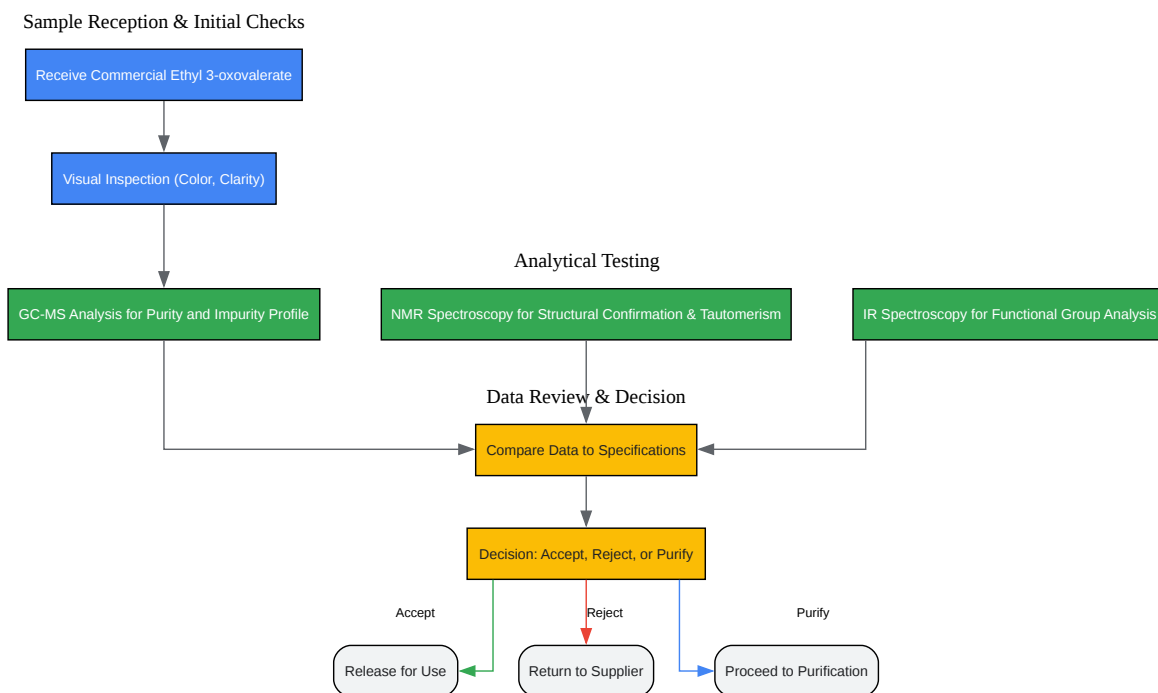 Sample Reception & Initial Checks
Receive Commercial Ethyl 3-oxovalerate
Visual Inspection (Color, Clarity)
Analytical Testing
GC-MS Analysis for Purity and Impurity Profile
NMR Spectroscopy for Structural Confirmation & Tautomerism
IR Spectroscopy for Functional Group Analysis
Data Review & Decision
Compare Data to Specifications
Decision: Accept, Reject, or Purify
Accept
Reject
Purify
Release for Use
Return to Supplier
Proceed to Purification